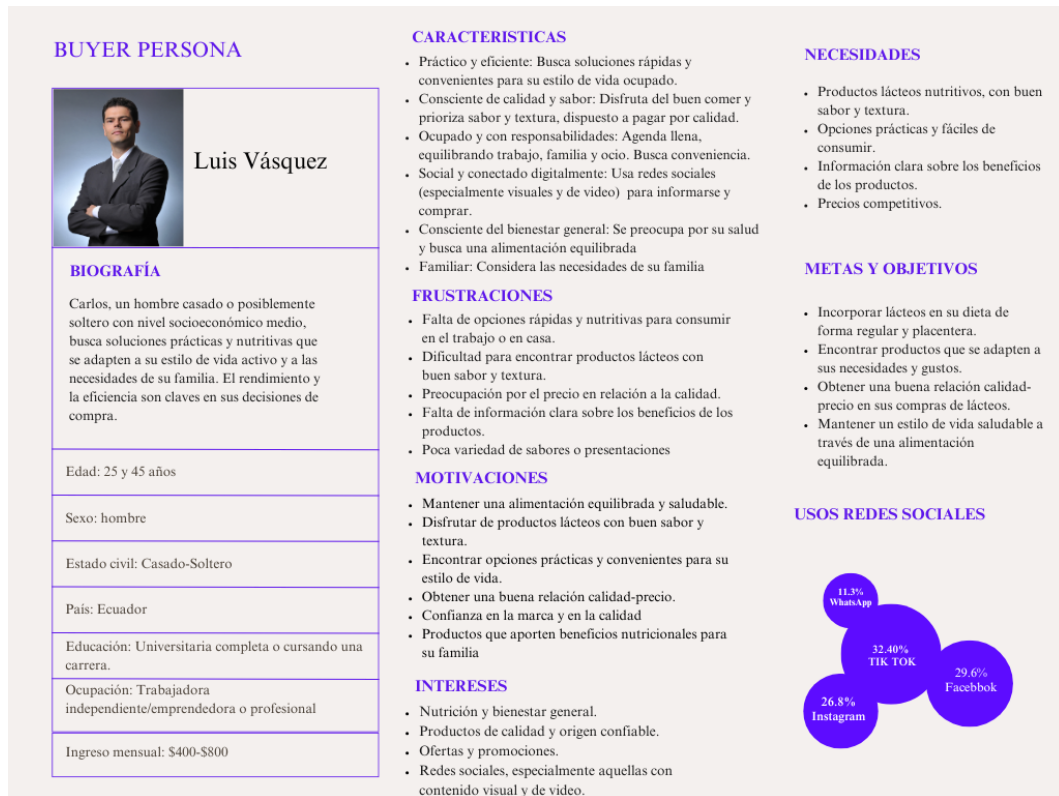 BUYER PERSONA
Luis Vásquez
BIOGRAFÍA
Carlos, un hombre casado o posiblemente
soltero con nivel socioeconómico medio,
busca soluciones prácticas y nutritivas que
se adapten a su estilo de vida activo y a las
necesidades de su familia. El rendimiento y
la eficiencia son claves en sus decisiones de
compra.
Edad: 25 y 45 años
Sexo: hombre
Estado civil: Casado-Soltero
País: Ecuador
Educación: Universitaria completa o cursando una
carrera.
Ocupación: Trabajadora
independiente/emprendedora o profesional
Ingreso mensual: $400-$800
CARACTERISTICAS
• Práctico y eficiente: Busca soluciones rápidas y
convenientes para su estilo de vida ocupado.
• Consciente de calidad y sabor: Disfruta del buen comer y
prioriza sabor y textura, dispuesto a pagar por calidad.
• Ocupado y con responsabilidades: Agenda llena,
equilibrando trabajo, familia y ocio. Busca conveniencia.
• Social y conectado digitalmente: Usa redes sociales
(especialmente visuales y de video) para informarse y
comprar.
• Consciente del bienestar general: Se preocupa por su salud
y busca una alimentación equilibrada
• Familiar: Considera las necesidades de su familia
FRUSTRACIONES
• Falta de opciones rápidas y nutritivas para consumir
en el trabajo o en casa.
• Dificultad para encontrar productos lácteos con
buen sabor y textura.
• Preocupación por el precio en relación a la calidad.
• Falta de información clara sobre los beneficios de los
productos.
• Poca variedad de sabores o presentaciones
MOTIVACIONES
• Mantener una alimentación equilibrada y saludable.
• Disfrutar de productos lácteos con buen sabor y
textura.
• Encontrar opciones prácticas y convenientes para su
estilo de vida.
• Obtener una buena relación calidad-precio.
• Confianza en la marca y en la calidad
• Productos que aporten beneficios nutricionales para
su familia
INTERESES
• Nutrición y bienestar general.
• Productos de calidad y origen confiable.
• Ofertas y promociones.
• Redes sociales, especialmente aquellas con
contenido visual y de video.
NECESIDADES
• Productos lácteos nutritivos, con buen
sabor y textura.
• Opciones prácticas y fáciles de
consumir.
• Información clara sobre los beneficios
de los productos.
• Precios competitivos.
METAS Y OBJETIVOS
• Incorporar lácteos en su dieta de
forma regular y placentera.
• Encontrar productos que se adapten a
sus necesidades y gustos.
• Obtener una buena relación calidad-
precio en sus compras de lácteos.
• Mantener un estilo de vida saludable a
través de una alimentación
equilibrada.
USOS REDES SOCIALES
11.3%
WhatsApp
32.40%
TIK TOK
29.6%
Facebbok
26.8%
Instagram